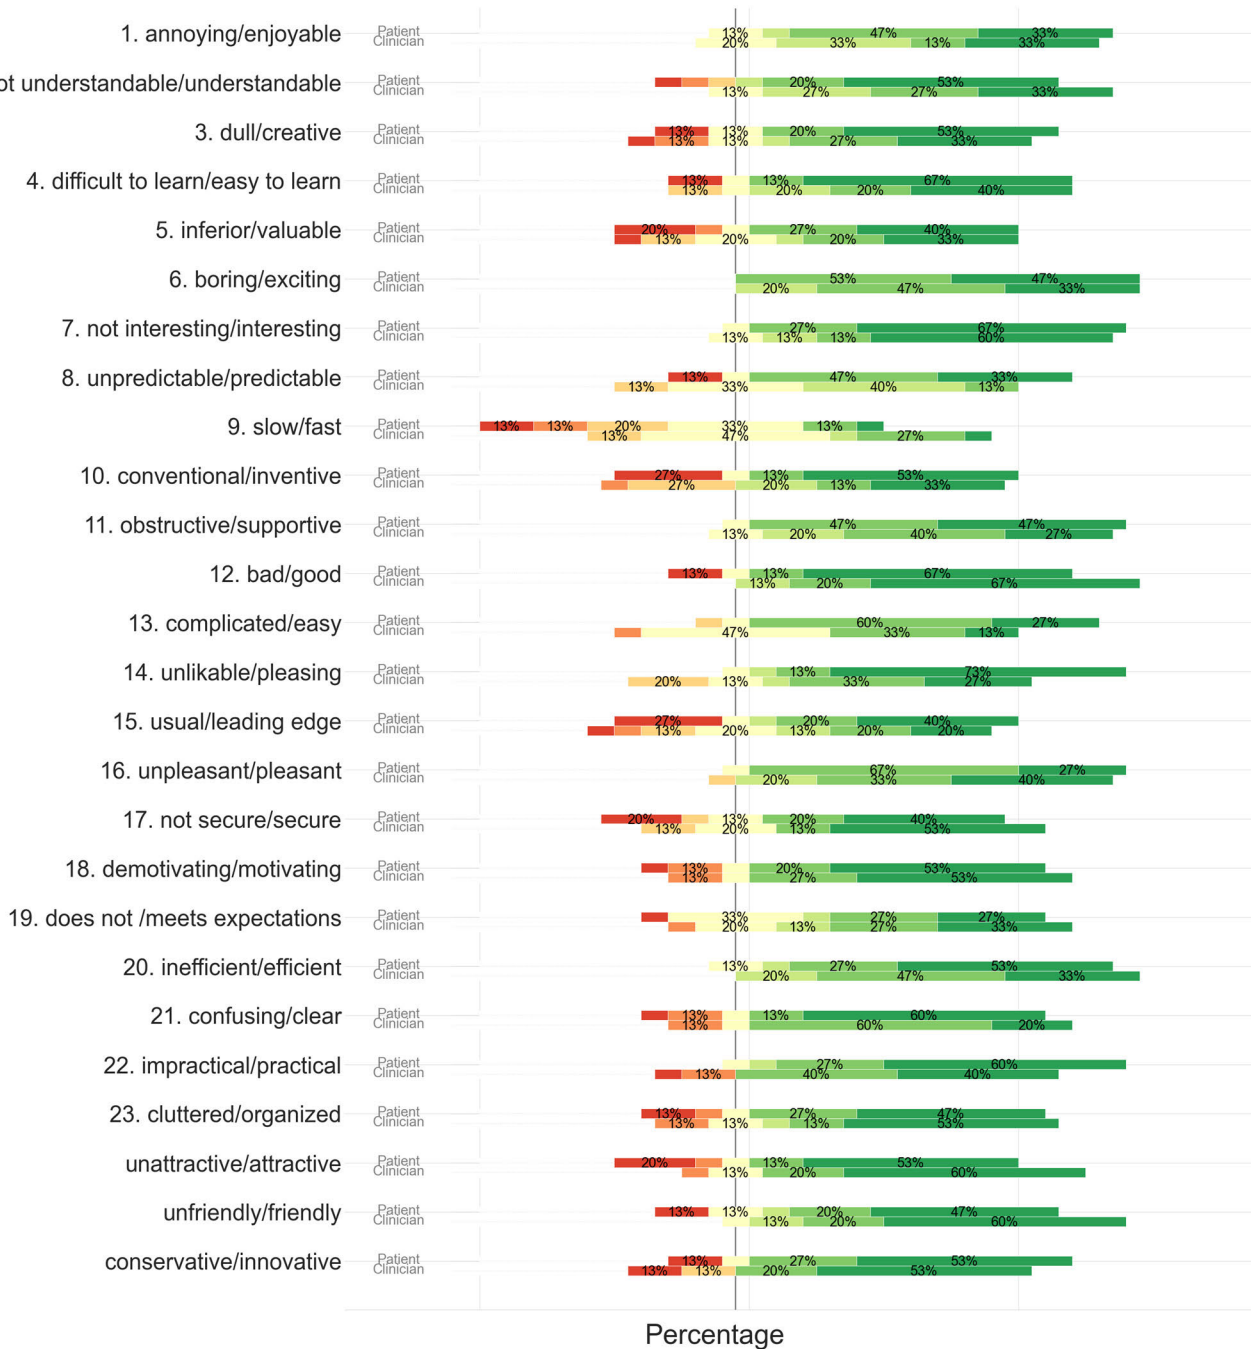 1. annoying/enjoyable
Patient 13% 47% 33%
Clinician 20% 33% 13% 33%
ot understandable/understandable
Patient 20% 53%
Clinician 13% 27% 27% 33%
3. dull/creative
Patient 13% 13% 20% 53%
Clinician 13% 13% 27% 33%
4. difficult to learn/easy to learn
Patient 13% 13% 67%
Clinician 13% 20% 20% 40%
5. inferior/valuable
Patient 20% 27% 40%
Clinician 13% 20% 20% 33%
6. boring/exciting
Patient 53% 47%
Clinician 20% 47% 33%
7. not interesting/interesting
Patient 27% 67%
Clinician 13% 13% 13% 60%
8. unpredictable/predictable
Patient 13% 47% 33%
Clinician 13% 33% 40% 13%
9. slow/fast
Patient 13% 13% 20% 33% 13%
Clinician 13% 47% 27%
10. conventional/inventive
Patient 27% 13% 53%
Clinician 27% 20% 13% 33%
11. obstructive/supportive
Patient 47% 47%
Clinician 13% 20% 40% 27%
12. bad/good
Patient 13% 13% 67%
Clinician 13% 20% 67%
13. complicated/easy
Patient 60% 27%
Clinician 47% 33% 13%
14. unlikable/pleasing
Patient 13% 73%
Clinician 20% 13% 33% 27%
15. usual/leading edge
Patient 27% 20% 40%
Clinician 13% 20% 13% 20% 20%
16. unpleasant/pleasant
Patient 67% 27%
Clinician 20% 33% 40%
17. not secure/secure
Patient 20% 13% 20% 40%
Clinician 13% 20% 13% 53%
18. demotivating/motivating
Patient 13% 20% 53%
Clinician 13% 27% 53%
19. does not /meets expectations
Patient 33% 27% 27%
Clinician 20% 13% 27% 33%
20. inefficient/efficient
Patient 13% 27% 53%
Clinician 20% 47% 33%
21. confusing/clear
Patient 13% 13% 60%
Clinician 13% 60% 20%
22. impractical/practical
Patient 27% 60%
Clinician 13% 40% 40%
23. cluttered/organized
Patient 13% 27% 47%
Clinician 13% 13% 13% 53%
unattractive/attractive
Patient 20% 13% 53%
Clinician 13% 20% 60%
unfriendly/friendly
Patient 13% 13% 20% 47%
Clinician 13% 20% 60%
conservative/innovative
Patient 13% 27% 53%
Clinician 13% 13% 20% 53%
Percentage